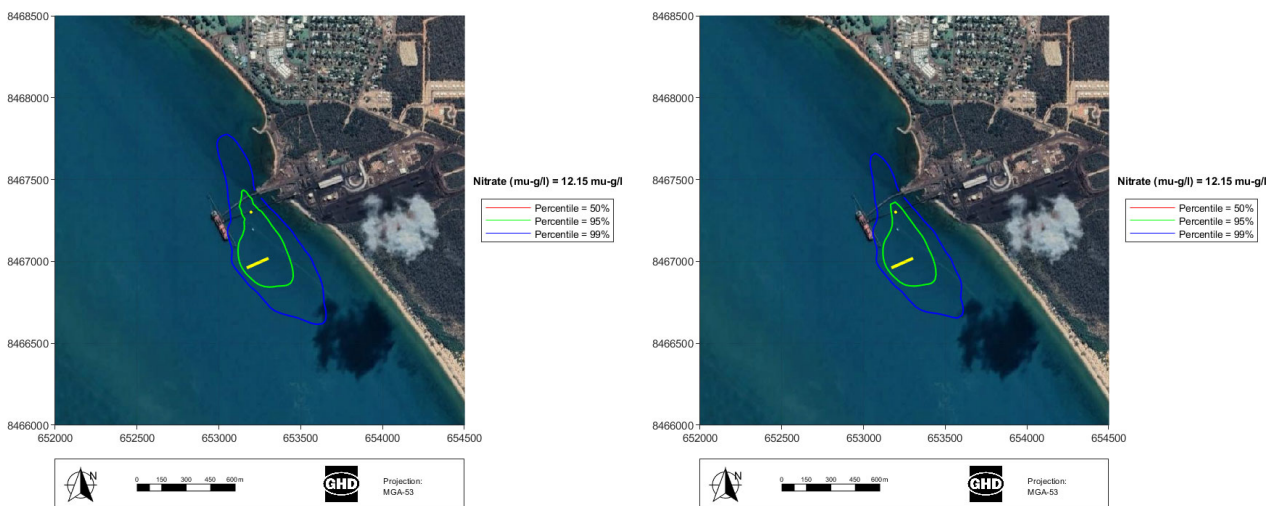 8468500
8468000
8467500
8467000
8466500
8466000
652000 652500 653000 653500 654000 654500
Nitrate (mu-g/l) = 12.15 mu-g/l
Percentile = 50%
Percentile = 95%
Percentile = 99%
N
0 150 300 450 600m
GHD
Projection:
MGA-53
8468500
8468000
8467500
8467000
8466500
8466000
652000 652500 653000 653500 654000 654500
Nitrate (mu-g/l) = 12.15 mu-g/l
Percentile = 50%
Percentile = 95%
Percentile = 99%
N
0 150 300 450 600m
GHD
Projection:
MGA-53